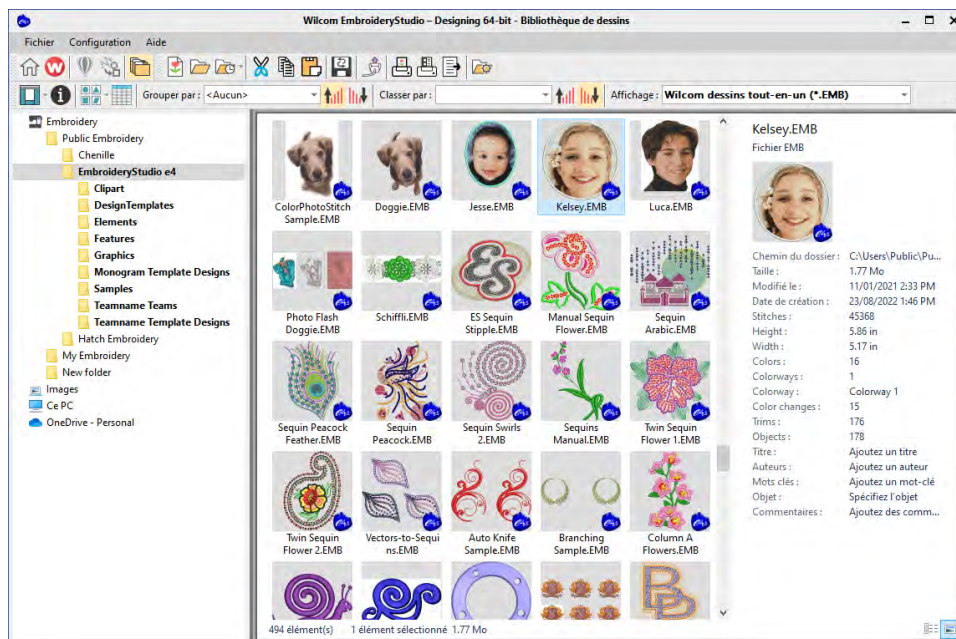 Wilcom EmbroideryStudio – Designing 64-bit - Bibliothèque de dessins
Fichier Configuration Aide
Grouper par : <Aucun> Classer par : Affichage : Wilcom dessins tout-en-un (*.EMB)
Embroidery
Public Embroidery
Chenille
EmbroideryStudio e4
Clipart
DesignTemplates
Elements
Features
Graphics
Monogram Template Designs
Samples
Teamname Teams
Teamname Template Designs
Hatch Embroidery
My Embroidery
New folder
Images
Ce PC
OneDrive - Personal
ColorPhotoStitch Sample.EMB
Doggie.EMB
Jesse.EMB
Kelsey.EMB
Luca.EMB
Photo Flash Doggie.EMB
Schiffli.EMB
ES Sequin Stipple.EMB
Manual Sequin Flower.EMB
Sequin Arabic.EMB
Sequin Peacock Feather.EMB
Sequin Peacock.EMB
Sequin Swirls 2.EMB
Sequins Manual.EMB
Twin Sequin Flower 1.EMB
Twin Sequin Flower 2.EMB
Vectors-to-Sequi ns.EMB
Auto Knife Sample.EMB
Branching Sample.EMB
Column A Flowers.EMB
494 élément(s) 1 élément sélectionné 1.77 Mo
Kelsey.EMB
Fichier EMB
Chemin du dossier : C:\Users\Public\Pu...
Taille : 1.77 Mo
Modifié le : 11/01/2021 2:33 PM
Date de création : 23/08/2022 1:46 PM
Stitches : 45368
Height : 5.86 in
Width : 5.17 in
Colors : 16
Colorways : 1
Colorway : Colorway 1
Color changes : 15
Trims : 176
Objects : 178
Titre : Ajoutez un titre
Auteurs : Ajoutez un auteur
Mots clés : Ajoutez un mot-clé
Objet : Spécifiez l'objet
Commentaires : Ajoutez des comm...